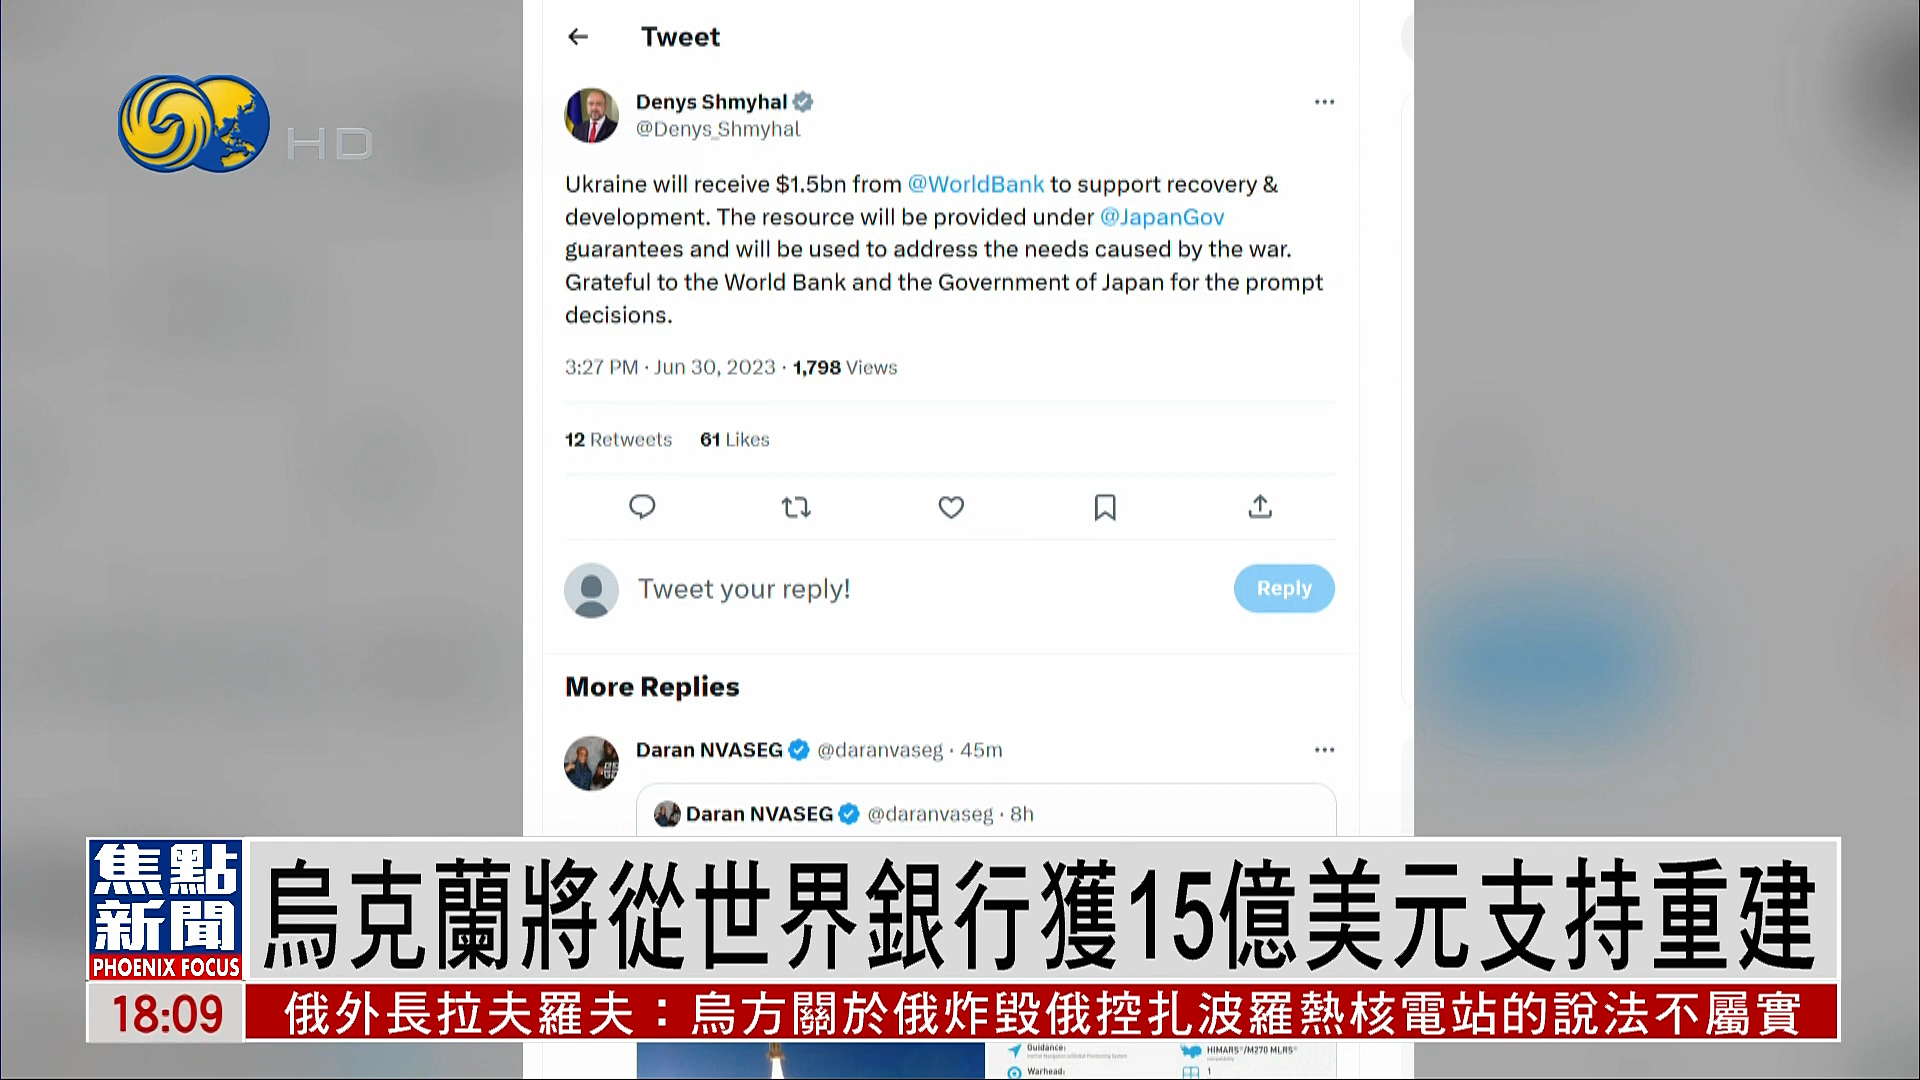 HD
Tweet
Denys Shmyhal
@Denys_Shmyhal
Ukraine will receive $1.5bn from @WorldBank to support recovery &
development. The resource will be provided under @JapanGov
guarantees and will be used to address the needs caused by the war.
Grateful to the World Bank and the Government of Japan for the prompt
decisions.
3:27 PM · Jun 30, 2023 · 1,798 Views
12 Retweets 61 Likes
Tweet your reply!
Reply
More Replies
Daran NVASEG @daranvaseg · 45m
Daran NVASEG @daranvaseg · 8h
焦點
新聞
PHOENIX FOCUS
烏克蘭將從世界銀行獲15億美元支持重建
18:09
俄外長拉夫羅夫：烏方關於俄炸毀俄控扎波羅熱核電站的說法不屬實
Guidance:
HIMARS®/M270 MLRS®
Warhead:
1